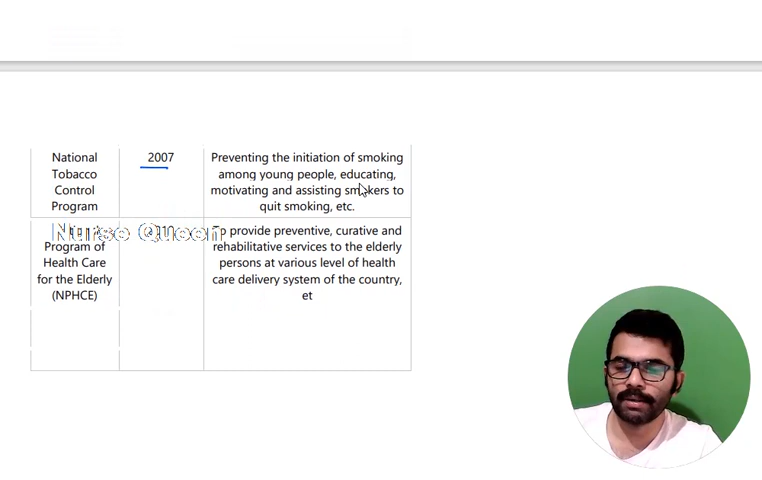 National
Tobacco
Control
Program
2007
Preventing the initiation of smoking
among young people, educating,
motivating and assisting smokers to
quit smoking, etc.
Nurse Queen
Program of
Health Care
for the Elderly
(NPHCE)
To provide preventive, curative and
rehabilitative services to the elderly
persons at various level of health
care delivery system of the country,
et